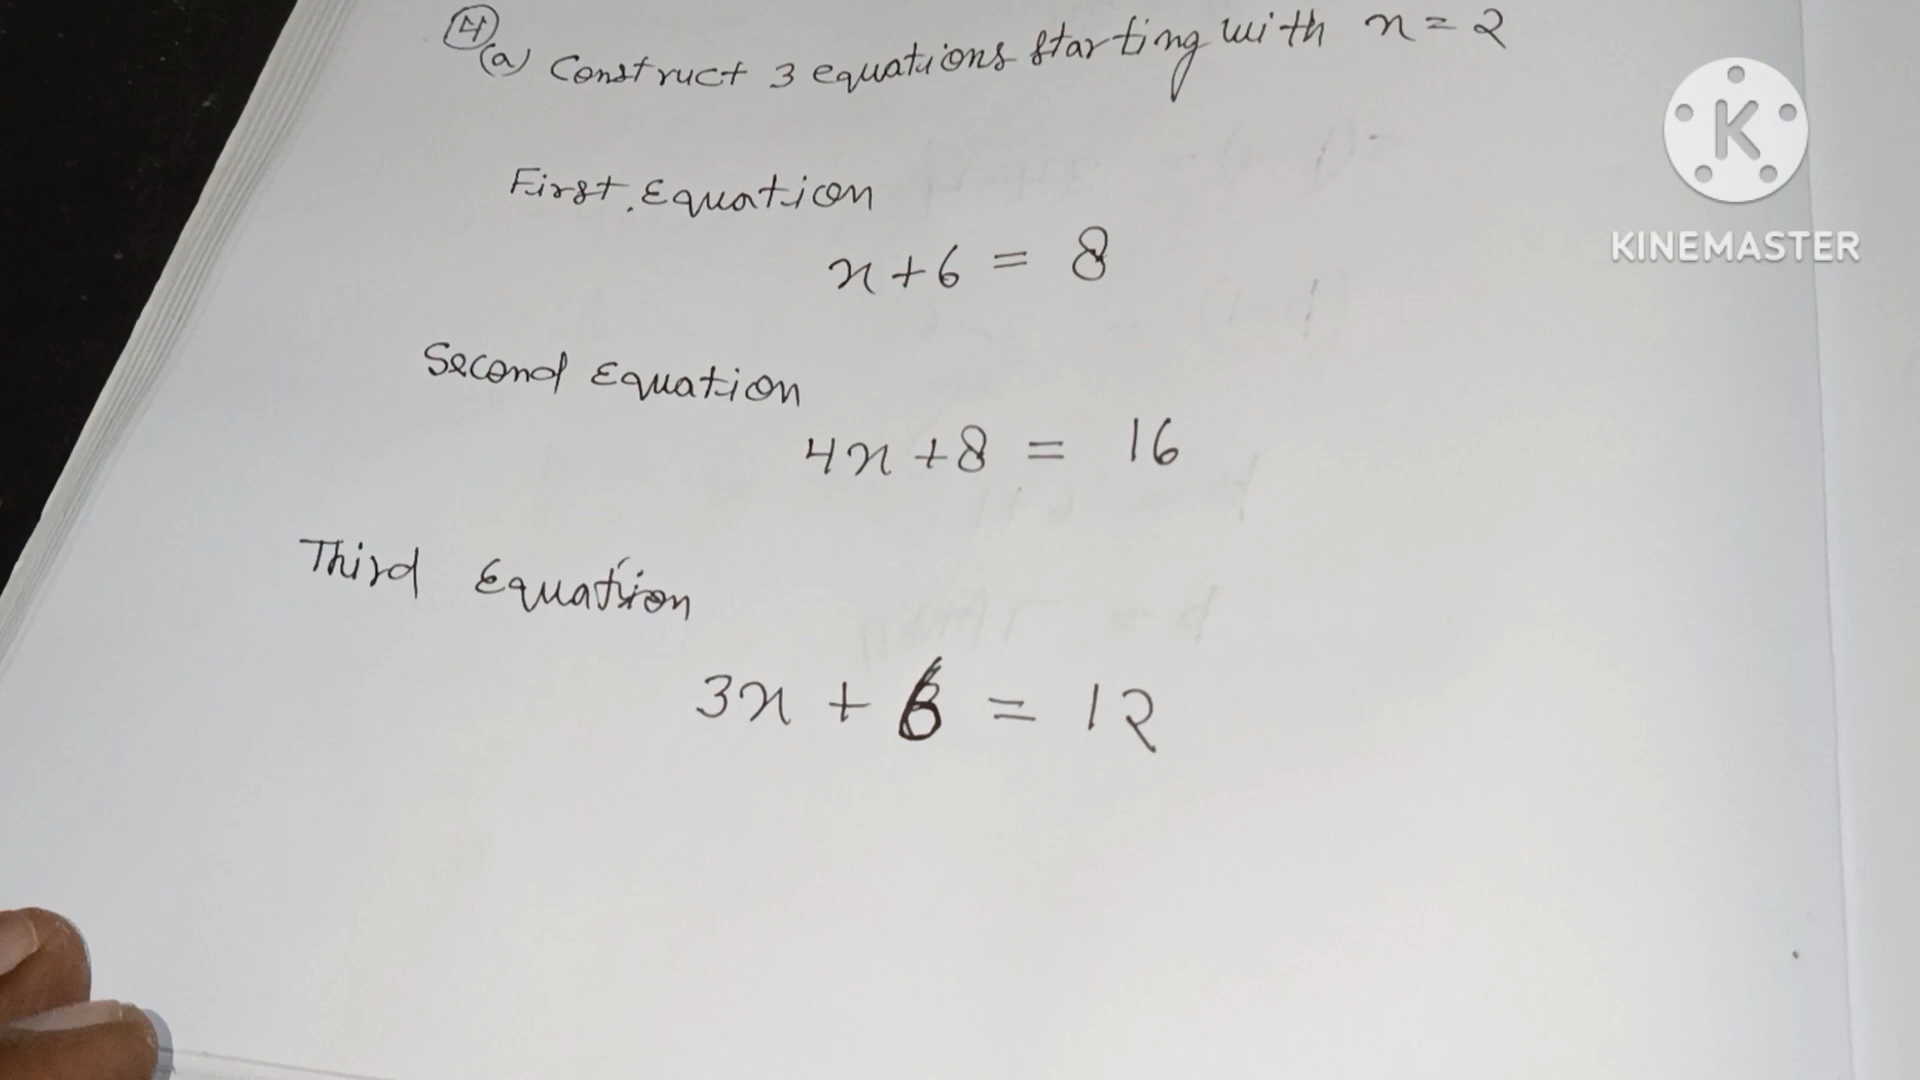 4
(a) Construct 3 equations starting with x = 2
First Equation
x + 6 = 8
Second Equation
4x + 8 = 16
Third Equation
3x + 6 = 12
K
KINEMASTER